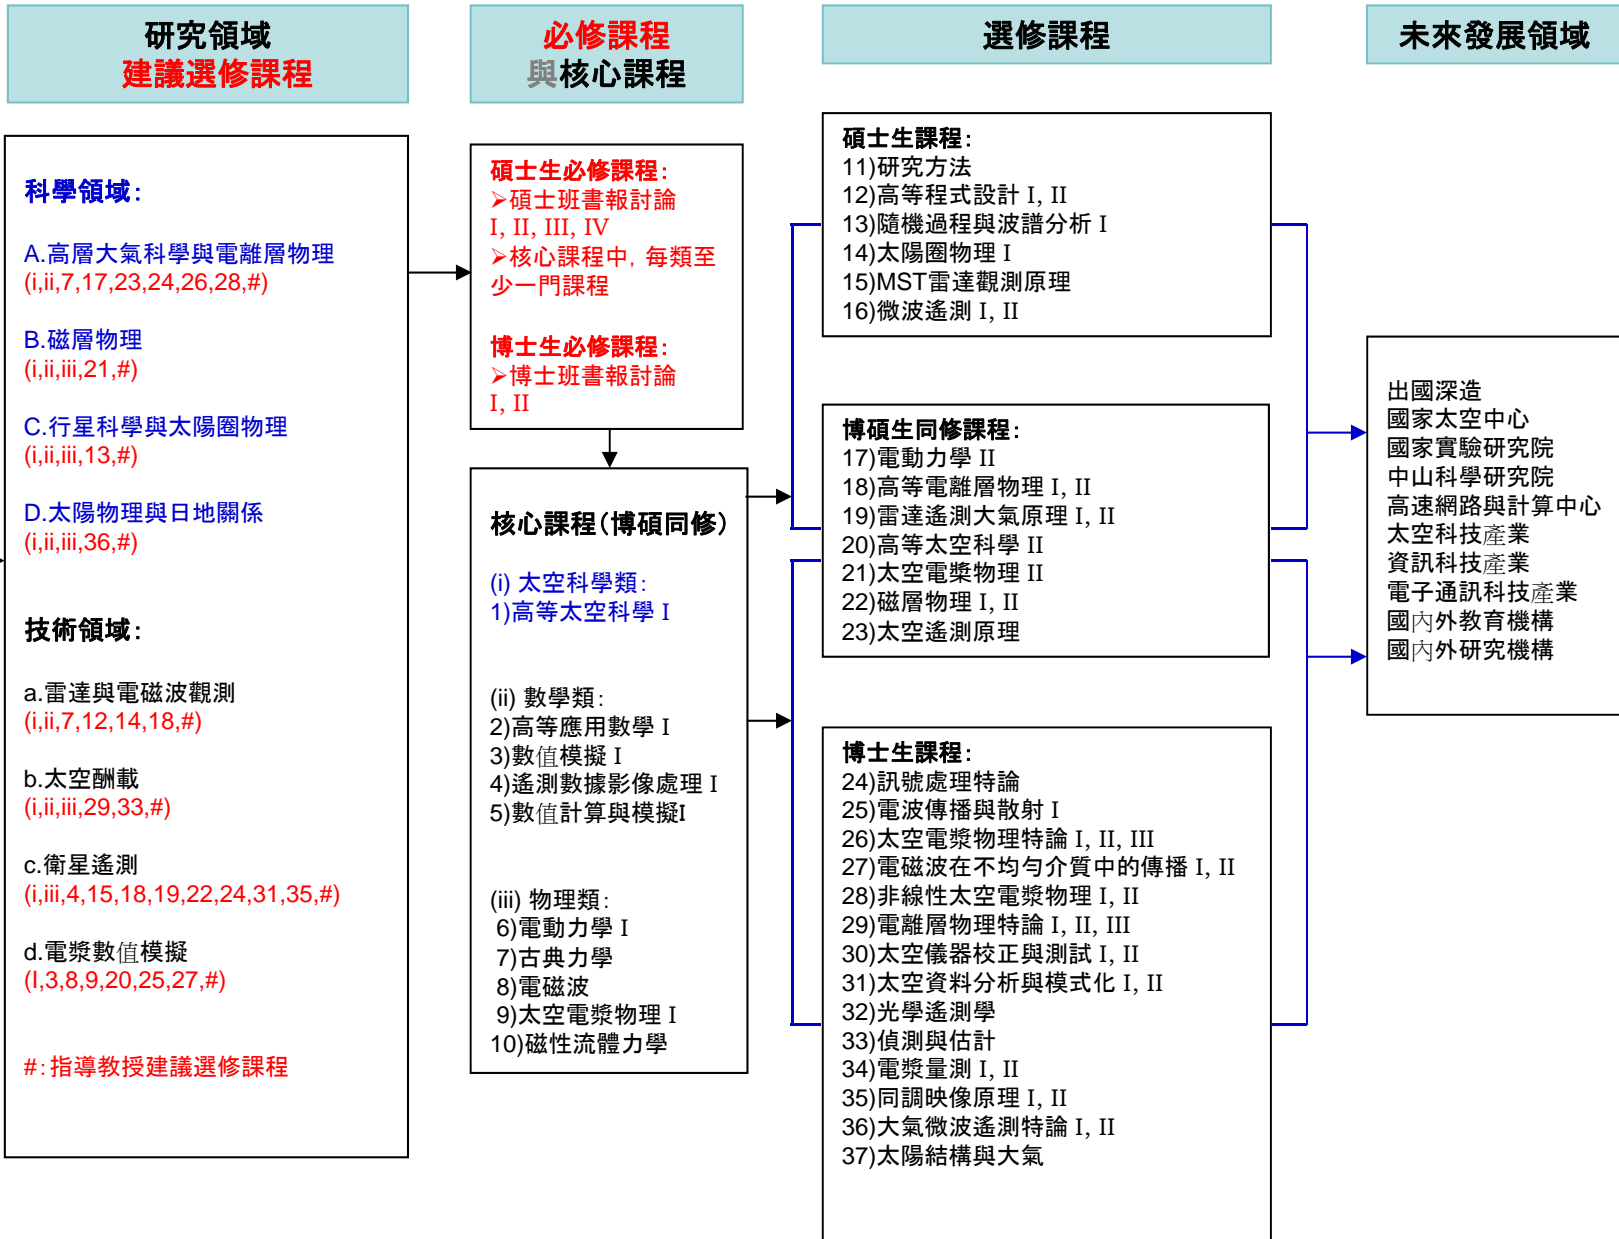 研究領域
建議選修課程
必修課程
與核心課程
選修課程
未來發展領域
科學領域:
A.高層大氣科學與電離層物理
(i,ii,7,17,23,24,26,28,#)
B.磁層物理
(i,ii,iii,21,#)
C.行星科學與太陽圈物理
(i,ii,iii,13,#)
D.太陽物理與日地關係
(i,ii,iii,36,#)
技術領域:
a.雷達與電磁波觀測
(i,ii,7,12,14,18,#)
b.太空酬載
(i,ii,iii,29,33,#)
c.衛星遙測
(i,iii,4,15,18,19,22,24,31,35,#)
d.電漿數值模擬
(I,3,8,9,20,25,27,#)
#:指導教授建議選修課程
碩士生必修課程:
➢碩士班書報討論
I, II, III, IV
➢核心課程中, 每類至
少一門課程
博士生必修課程:
➢博士班書報討論
I, II
核心課程(博碩同修)
(i) 太空科學類:
1)高等太空科學 I
(ii) 數學類:
2)高等應用數學 I
3)數值模擬 I
4)遙測數據影像處理 I
5)數值計算與模擬I
(iii) 物理類:
6)電動力學 I
7)古典力學
8)電磁波
9)太空電漿物理 I
10)磁性流體力學
碩士生課程:
11)研究方法
12)高等程式設計 I, II
13)隨機過程與波譜分析 I
14)太陽圈物理 I
15)MST雷達觀測原理
16)微波遙測 I, II
博碩生同修課程:
17)電動力學 II
18)高等電離層物理 I, II
19)雷達遙測大氣原理 I, II
20)高等太空科學 II
21)太空電槳物理 II
22)磁層物理 I, II
23)太空遙測原理
博士生課程:
24)訊號處理特論
25)電波傳播與散射 I
26)太空電漿物理特論 I, II, III
27)電磁波在不均勻介質中的傳播 I, II
28)非線性太空電漿物理 I, II
29)電離層物理特論 I, II, III
30)太空儀器校正與測試 I, II
31)太空資料分析與模式化 I, II
32)光學遙測學
33)偵測與估計
34)電漿量測 I, II
35)同調映像原理 I, II
36)大氣微波遙測特論 I, II
37)太陽結構與大氣
出國深造
國家太空中心
國家實驗研究院
中山科學研究院
高速網路與計算中心
太空科技產業
資訊科技產業
電子通訊科技產業
國內外教育機構
國內外研究機構